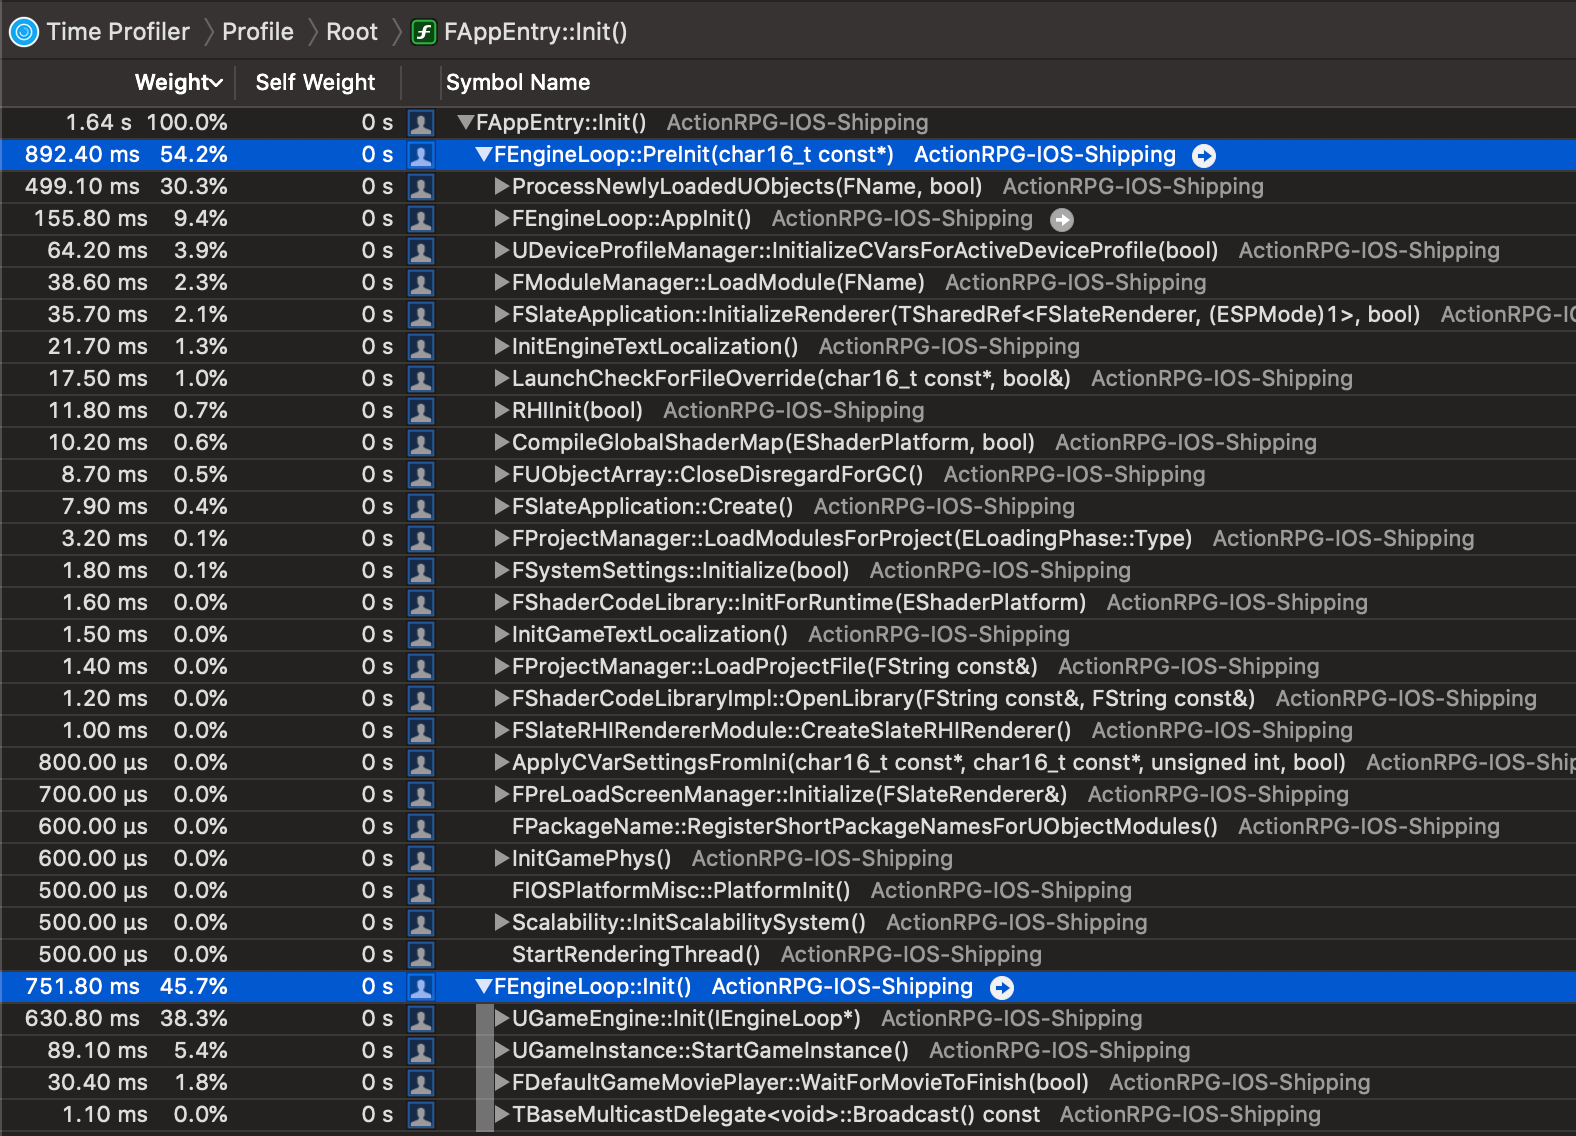 Time Profiler Profile Root FAppEntry::Init()
Weight Self Weight Symbol Name
1.64 s 100.0% 0 s FAppEntry::Init() ActionRPG-IOS-Shipping
892.40 ms 54.2% 0 s FEngineLoop::PreInit(char16_t const*) ActionRPG-IOS-Shipping
499.10 ms 30.3% 0 s ProcessNewlyLoadedUObjects(FName, bool) ActionRPG-IOS-Shipping
155.80 ms 9.4% 0 s FEngineLoop::AppInit() ActionRPG-IOS-Shipping
64.20 ms 3.9% 0 s UDeviceProfileManager::InitializeCVarsForActiveDeviceProfile(bool) ActionRPG-IOS-Shipping
38.60 ms 2.3% 0 s FModuleManager::LoadModule(FName) ActionRPG-IOS-Shipping
35.70 ms 2.1% 0 s FSlateApplication::InitializeRenderer(TSharedRef<FSlateRenderer, (ESPMode)1>, bool) ActionRPG-IO
21.70 ms 1.3% 0 s InitEngineTextLocalization() ActionRPG-IOS-Shipping
17.50 ms 1.0% 0 s LaunchCheckForFileOverride(char16_t const*, bool&) ActionRPG-IOS-Shipping
11.80 ms 0.7% 0 s RHIInit(bool) ActionRPG-IOS-Shipping
10.20 ms 0.6% 0 s CompileGlobalShaderMap(EShaderPlatform, bool) ActionRPG-IOS-Shipping
8.70 ms 0.5% 0 s FUObjectArray::CloseDisregardForGC() ActionRPG-IOS-Shipping
7.90 ms 0.4% 0 s FSlateApplication::Create() ActionRPG-IOS-Shipping
3.20 ms 0.1% 0 s FProjectManager::LoadModulesForProject(ELoadingPhase::Type) ActionRPG-IOS-Shipping
1.80 ms 0.1% 0 s FSystemSettings::Initialize(bool) ActionRPG-IOS-Shipping
1.60 ms 0.0% 0 s FShaderCodeLibrary::InitForRuntime(EShaderPlatform) ActionRPG-IOS-Shipping
1.50 ms 0.0% 0 s InitGameTextLocalization() ActionRPG-IOS-Shipping
1.40 ms 0.0% 0 s FProjectManager::LoadProjectFile(FString const&) ActionRPG-IOS-Shipping
1.20 ms 0.0% 0 s FShaderCodeLibraryImpl::OpenLibrary(FString const&, FString const&) ActionRPG-IOS-Shipping
1.00 ms 0.0% 0 s FSlateRHIRendererModule::CreateSlateRHIRenderer() ActionRPG-IOS-Shipping
800.00 µs 0.0% 0 s ApplyCVarSettingsFromIni(char16_t const*, char16_t const*, unsigned int, bool) ActionRPG-IOS-Ship
700.00 µs 0.0% 0 s FPreLoadScreenManager::Initialize(FSlateRenderer&) ActionRPG-IOS-Shipping
600.00 µs 0.0% 0 s FPackageName::RegisterShortPackageNamesForUObjectModules() ActionRPG-IOS-Shipping
600.00 µs 0.0% 0 s InitGamePhys() ActionRPG-IOS-Shipping
500.00 µs 0.0% 0 s FIOSPlatformMisc::PlatformInit() ActionRPG-IOS-Shipping
500.00 µs 0.0% 0 s Scalability::InitScalabilitySystem() ActionRPG-IOS-Shipping
500.00 µs 0.0% 0 s StartRenderingThread() ActionRPG-IOS-Shipping
751.80 ms 45.7% 0 s FEngineLoop::Init() ActionRPG-IOS-Shipping
630.80 ms 38.3% 0 s UGameEngine::Init(IEngineLoop*) ActionRPG-IOS-Shipping
89.10 ms 5.4% 0 s UGameInstance::StartGameInstance() ActionRPG-IOS-Shipping
30.40 ms 1.8% 0 s FDefaultGameMoviePlayer::WaitForMovieToFinish(bool) ActionRPG-IOS-Shipping
1.10 ms 0.0% 0 s TBaseMulticastDelegate<void>::Broadcast() const ActionRPG-IOS-Shipping